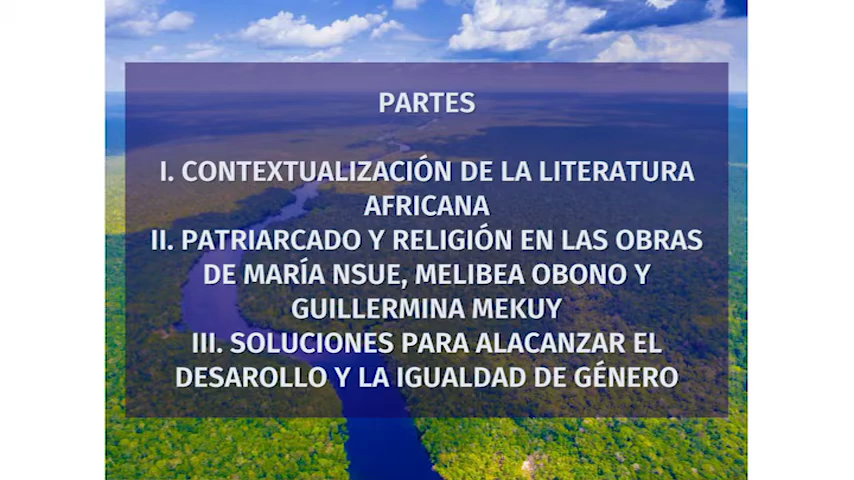 PARTES
I. CONTEXTUALIZACIÓN DE LA LITERATURA
AFRICANA
II. PATRIARCADO Y RELIGIÓN EN LAS OBRAS
DE MARÍA NSUE, MELIBEA OBONO Y
GUILLERMINA MEKUY
III. SOLUCIONES PARA ALACANZAR EL
DESAROLLO Y LA IGUALDAD DE GÉNERO